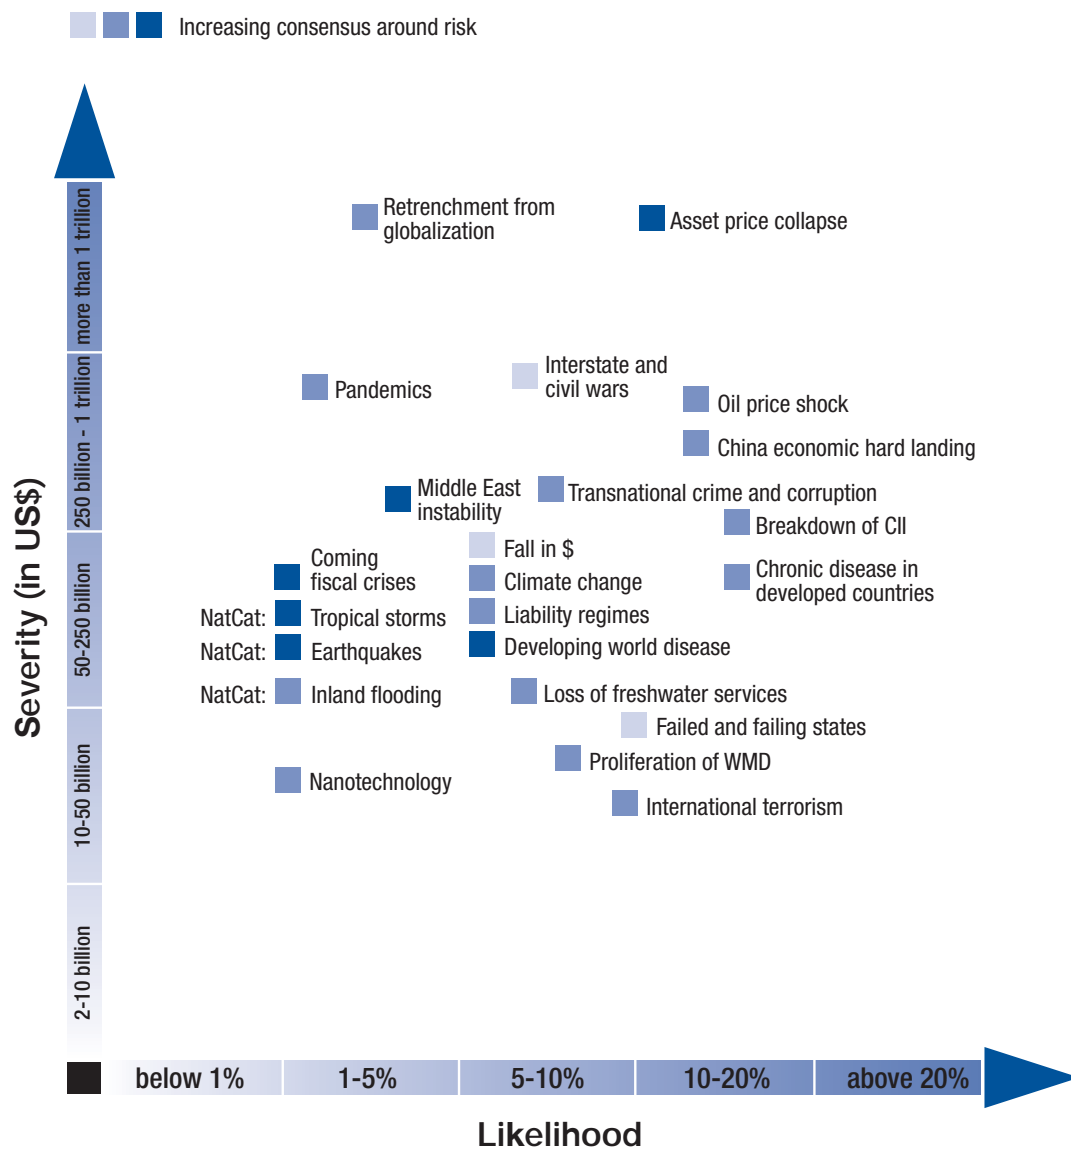 Increasing consensus around risk
Severity (in US$)
more than 1 trillion
250 billion - 1 trillion
50-250 billion
10-50 billion
2-10 billion
Retrenchment from
globalization
Asset price collapse
Pandemics
Interstate and
civil wars
Oil price shock
China economic hard landing
Middle East
instability
Transnational crime and corruption
Breakdown of CII
Fall in $
Coming
fiscal crises
Climate change
Chronic disease in
developed countries
NatCat: Tropical storms
Liability regimes
NatCat: Earthquakes
Developing world disease
NatCat: Inland flooding
Loss of freshwater services
Failed and failing states
Proliferation of WMD
Nanotechnology
International terrorism
below 1%
1-5%
5-10%
10-20%
above 20%
Likelihood